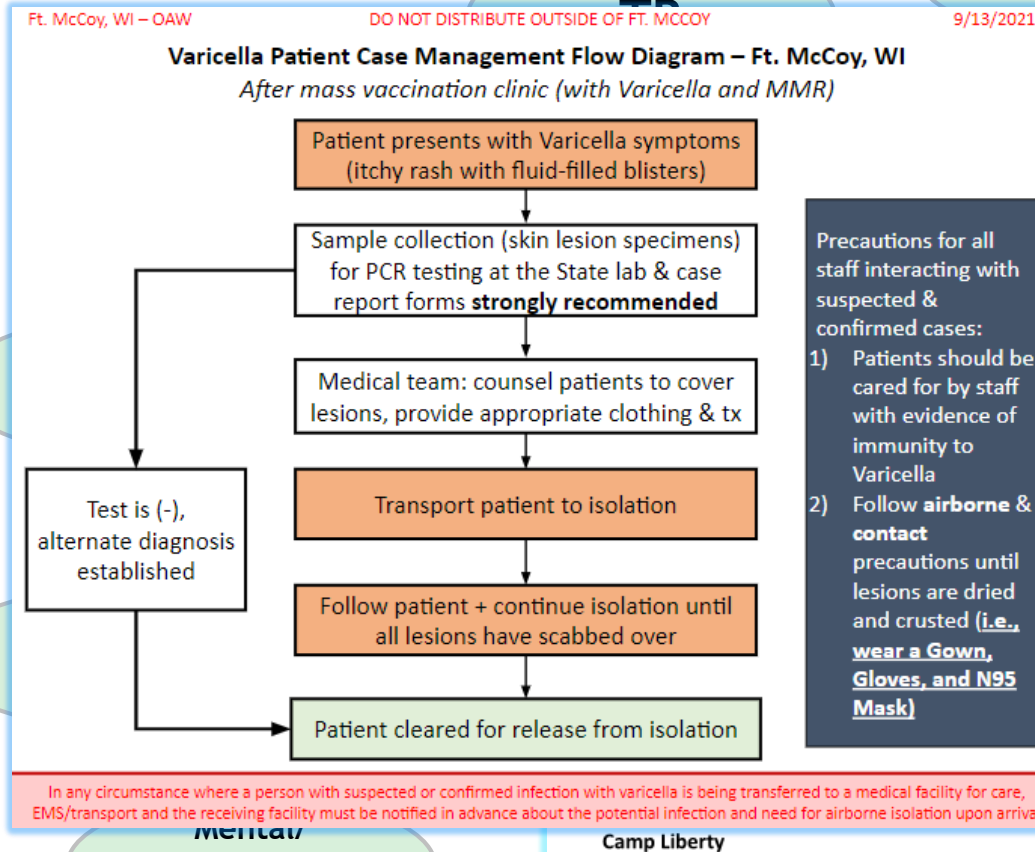 Ft. McCoy, WI – OAW DO NOT DISTRIBUTE OUTSIDE OF FT. MCCOY 9/13/2021
Varicella Patient Case Management Flow Diagram – Ft. McCoy, WI
After mass vaccination clinic (with Varicella and MMR)
Patient presents with Varicella symptoms
(itchy rash with fluid-filled blisters)
Sample collection (skin lesion specimens)
for PCR testing at the State lab & case
report forms strongly recommended
Medical team: counsel patients to cover
lesions, provide appropriate clothing & tx
Test is (-),
alternate diagnosis
established
Transport patient to isolation
Follow patient + continue isolation until
all lesions have scabbed over
Patient cleared for release from isolation
Precautions for all
staff interacting with
suspected &
confirmed cases:
1) Patients should be
cared for by staff
with evidence of
immunity to
Varicella
2) Follow airborne &
contact
precautions until
lesions are dried
and crusted (i.e.,
wear a Gown,
Gloves, and N95
Mask)
In any circumstance where a person with suspected or confirmed infection with varicella is being transferred to a medical facility for care,
EMS/transport and the receiving facility must be notified in advance about the potential infection and need for airborne isolation upon arriva
Mental/
Camp Liberty